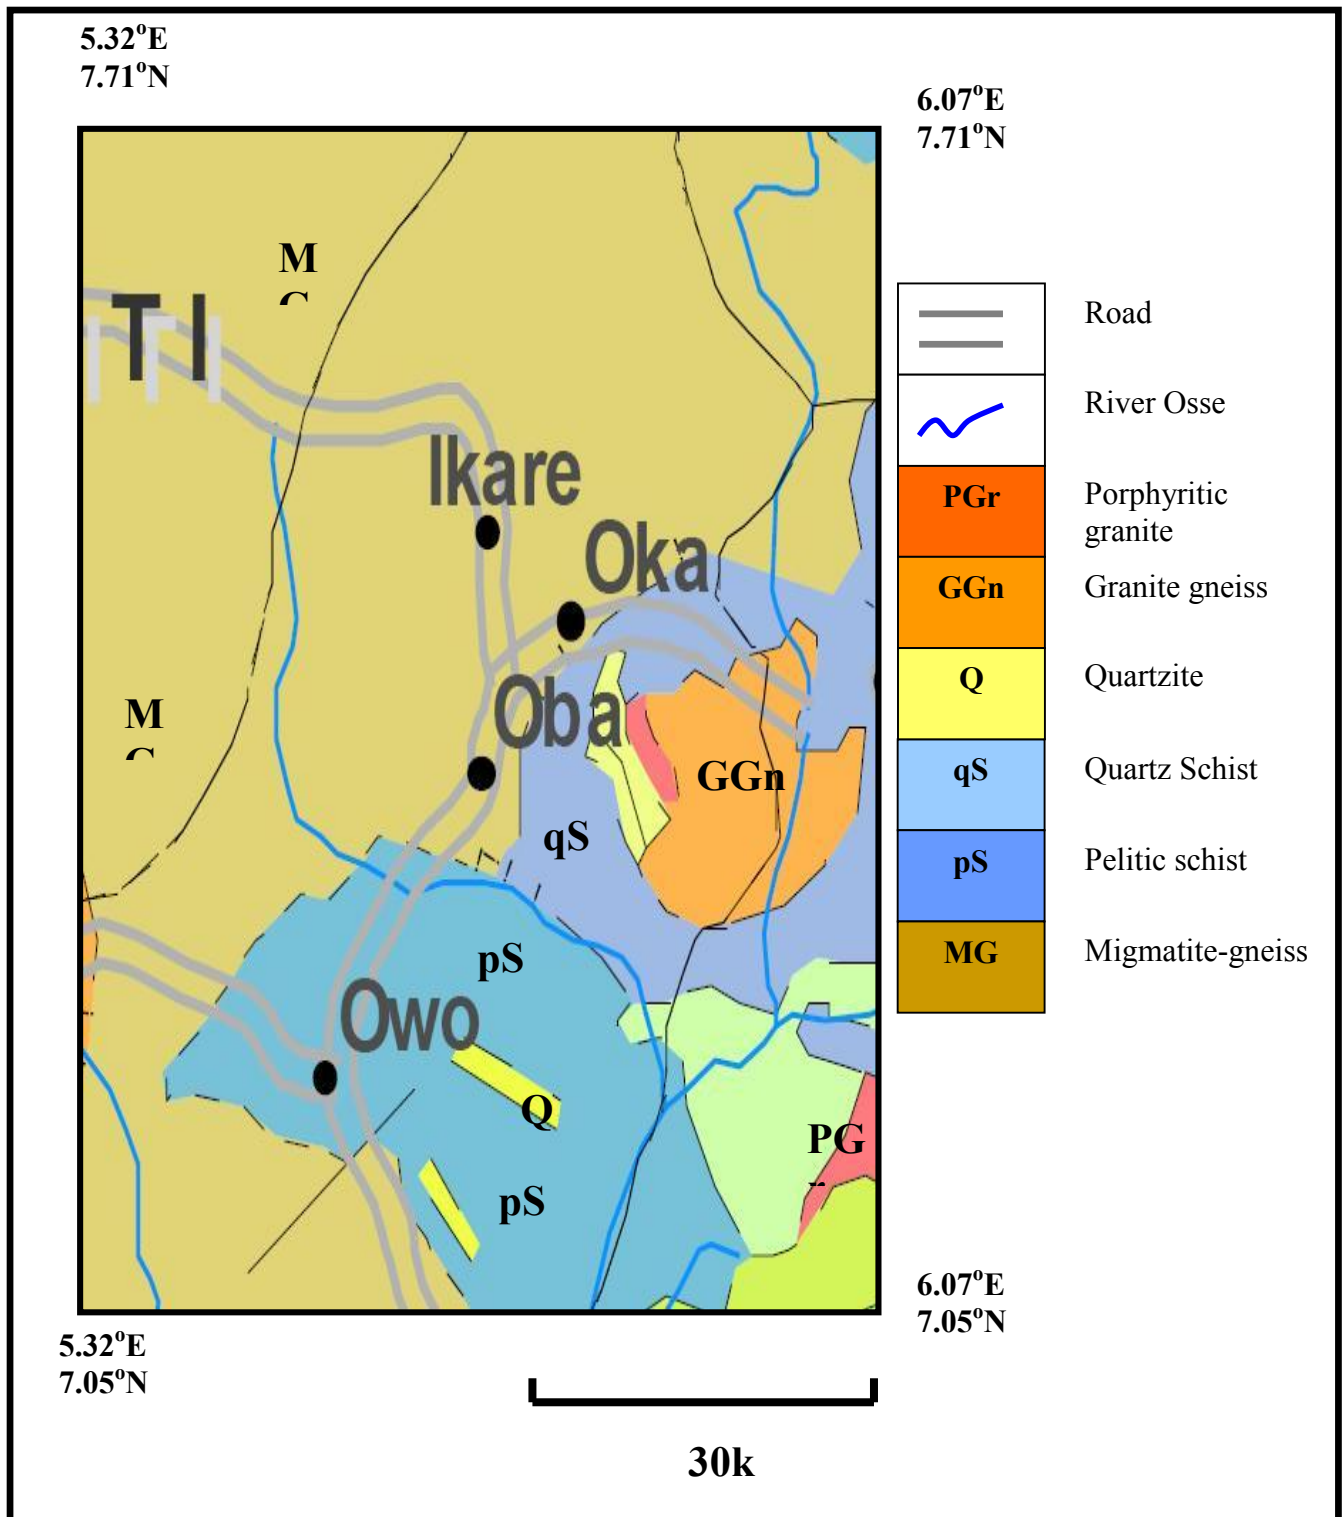 5.32°E
7.71°N
6.07°E
7.71°N
M
G
TI
Ikare
Oka
M
G
Oba
GGn
qS
pS
Owo
Q
pS
PG
r
Road
River Osse
PGr
Porphyritic
granite
GGn
Granite gneiss
Q
Quartzite
qS
Quartz Schist
pS
Pelitic schist
MG
Migmatite-gneiss
6.07°E
7.05°N
5.32°E
7.05°N
30k